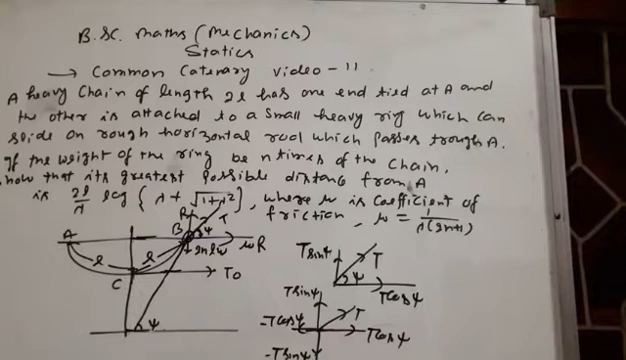 B.SC. Maths (Mechanics)
Statics
→ Common Catenary video - 11
A heavy Chain of length 2l has one end tied at A and
the other is attached to a small heavy ring which can
slide on rough horizontal rod which passes trough A.
If the weight of the ring be n times of the Chain,
how that its greatest possible distance from A
is 2l/λ log {λ + √1+λ²}, where μ is coefficient of
friction, μ = 1/λ(2n+1)
R T
A B ψ μR
l l 2nlw
C T0
ψ
Tsinψ T
ψ Tcosψ
Tsinψ
-Tcosψ T Tcosψ
-Tsinψ